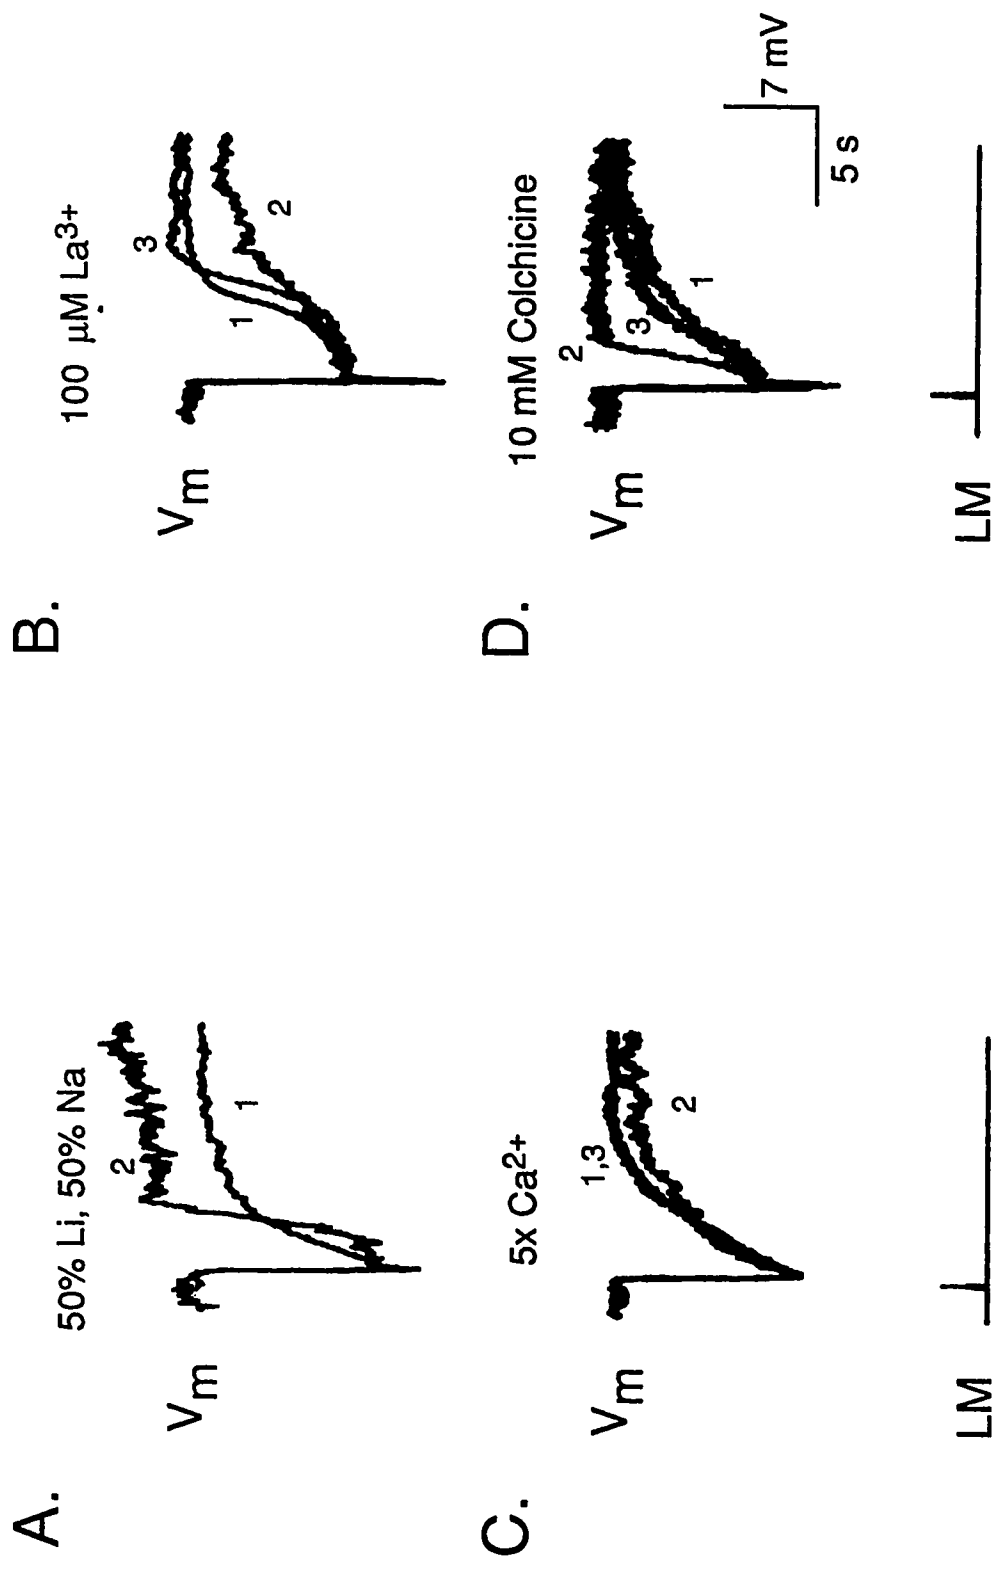 A.
50% Li, 50% Na
Vm
2
1
B.
100 µM La3+
Vm
3
1
2
C.
5x Ca2+
Vm
1,3
2
LM
D.
10 mM Colchicine
Vm
2
3
1
7 mV
5 s
LM